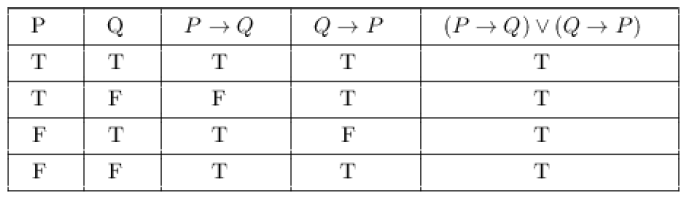 P Q P → Q Q → P (P → Q) ∨ (Q → P)
T T T T T
T F F T T
F T T F T
F F T T T